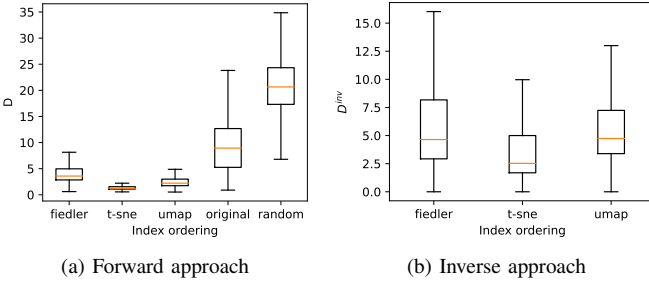 35
30
25
20
15
10
5
0
D
fiedler t-sne umap original random
Index ordering
(a) Forward approach
15.0
12.5
10.0
7.5
5.0
2.5
0.0
D^{inv}
fiedler t-sne umap
Index ordering
(b) Inverse approach